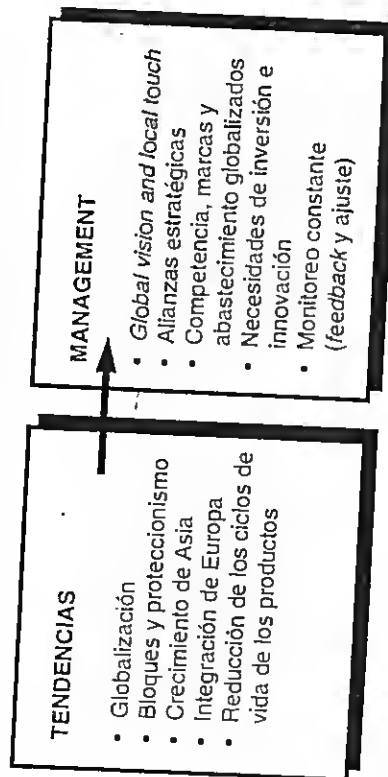 TENDENCIAS
• Globalización
• Bloques y proteccionismo
• Crecimiento de Asia
• Integración de Europa
• Reducción de los ciclos de
vida de los productos
MANAGEMENT
• Global vision and local touch
• Alianzas estratégicas
• Competencia, marcas y
abastecimiento globalizados
• Necesidades de inversión e
innovación
• Monitoreo constante
(feedback y ajuste)